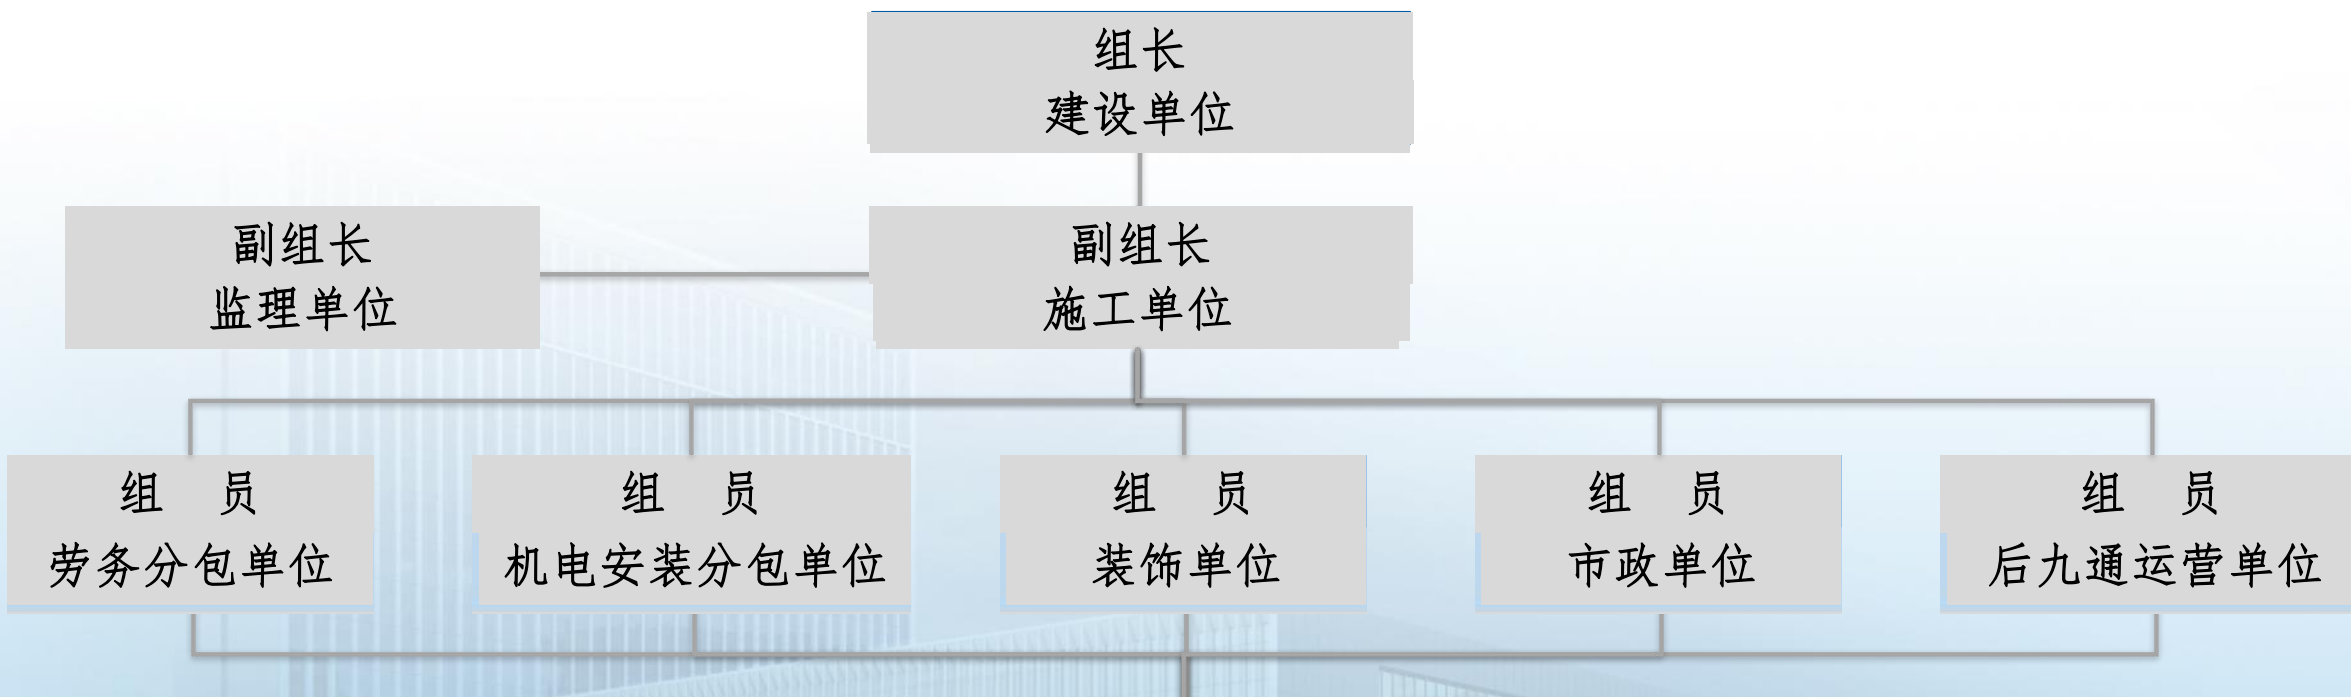 组长
建设单位
副组长
监理单位
副组长
施工单位
组 员
劳务分包单位
组 员
机电安装分包单位
组 员
装饰单位
组 员
市政单位
组 员
后九通运营单位